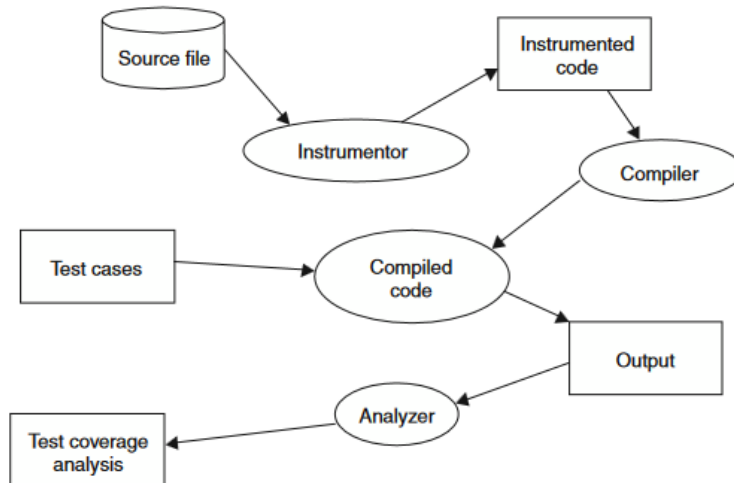 Source file
Instrumented
code
Instrumentor
Compiler
Test cases
Compiled
code
Output
Analyzer
Test coverage
analysis